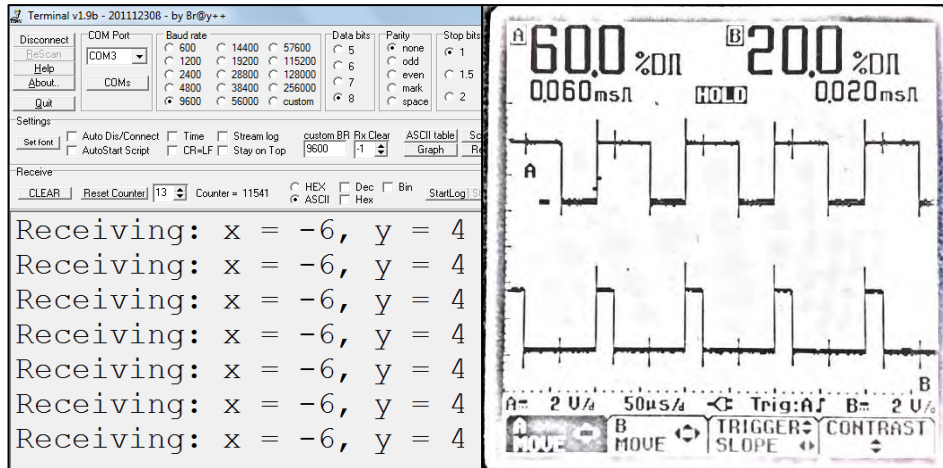 Terminal v1.9b - 20111230ß - by Br@y++
Disconnect
ReScan
Help
About..
Quit
COM Port
COM3
COMs
Baud rate
600 14400 57600
1200 19200 115200
2400 28800 128000
4800 38400 256000
9600 56000 custom
Data bits
5
6
7
8
Parity
none
odd
even
mark
space
Stop bits
1
1.5
2
Settings
Set font
Auto Dis/Connect Time Stream log
AutoStart Script CR=LF Stay on Top
custom BR Rx Clear
9600 -1
ASCII table
Graph
Receive
CLEAR Reset Counter 13 Counter = 11541
HEX Dec Bin
ASCII Hex
StartLog
Receiving: x = -6, y = 4
Receiving: x = -6, y = 4
Receiving: x = -6, y = 4
Receiving: x = -6, y = 4
Receiving: x = -6, y = 4
Receiving: x = -6, y = 4
Receiving: x = -6, y = 4
A 60.0 %D B 20.0 %D
0.060ms HOLD 0.020ms
A
B
A 2 V/d 50µS/d Trig:A B 2 V/d
A MOVE
B MOVE
TRIGGER SLOPE
CONTRAST